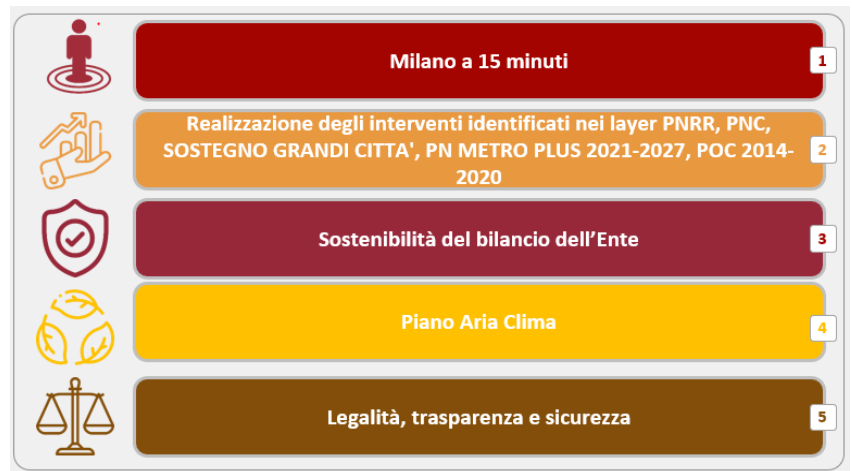 Milano a 15 minuti
1
Realizzazione degli interventi identificati nei layer PNRR, PNC,
SOSTEGNO GRANDI CITTA', PN METRO PLUS 2021-2027, POC 2014-
2020
2
Sostenibilità del bilancio dell’Ente
3
Piano Aria Clima
4
Legalità, trasparenza e sicurezza
5